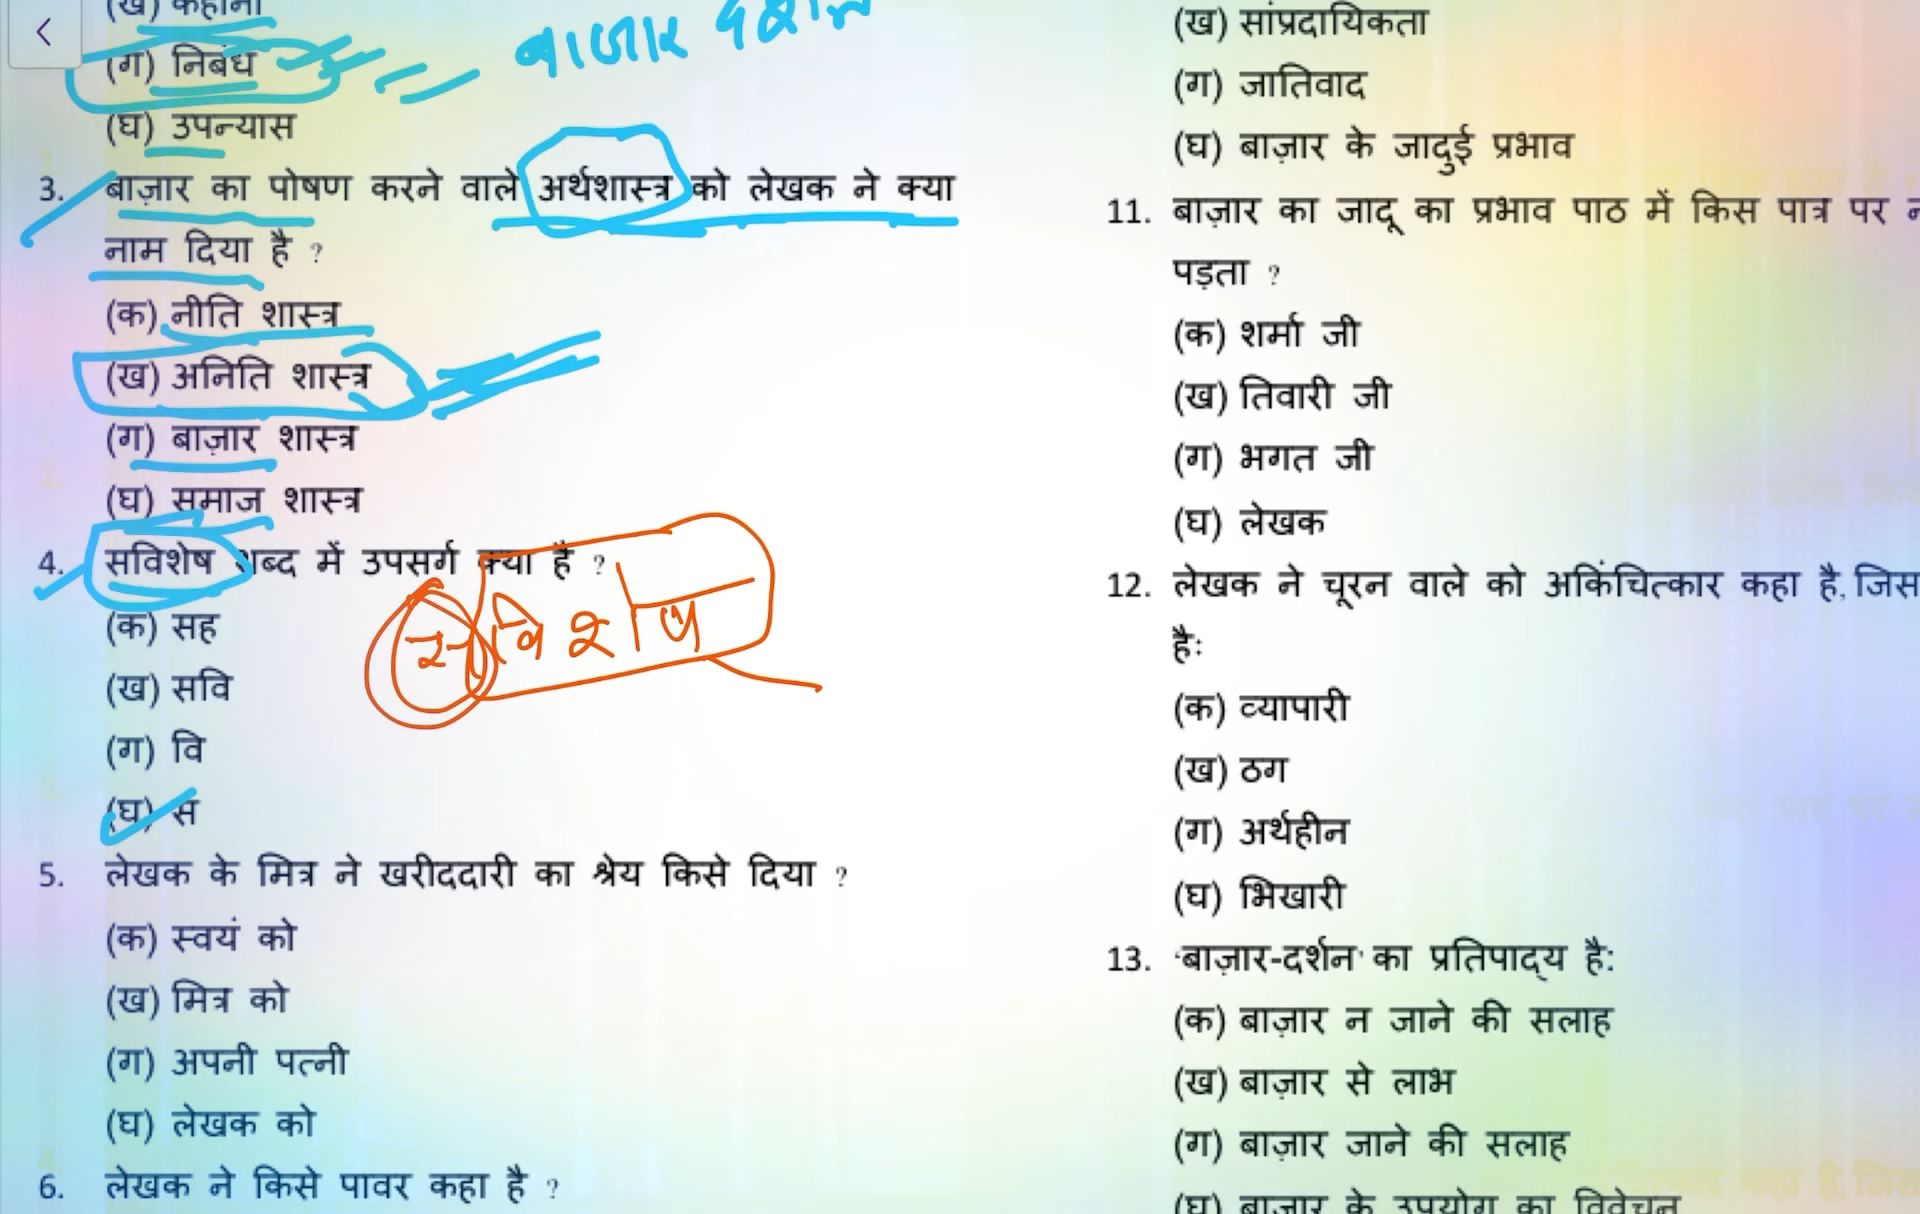 (ख) कहानी
(ग) निबंध
बाजार दर्शन
(घ) उपन्यास
3. बाज़ार का पोषण करने वाले अर्थशास्त्र को लेखक ने क्या
नाम दिया है ?
(क) नीति शास्त्र
(ख) अनिति शास्त्र
(ग) बाज़ार शास्त्र
(घ) समाज शास्त्र
4. सविशेष शब्द में उपसर्ग क्या है ?
सविशेष
(क) सह
(ख) सवि
(ग) वि
(घ) स
5. लेखक के मित्र ने खरीददारी का श्रेय किसे दिया ?
(क) स्वयं को
(ख) मित्र को
(ग) अपनी पत्नी
(घ) लेखक को
6. लेखक ने किसे पावर कहा है ?
(ख) सांप्रदायिकता
(ग) जातिवाद
(घ) बाज़ार के जादुई प्रभाव
11. बाज़ार का जादू का प्रभाव पाठ में किस पात्र पर
पड़ता ?
(क) शर्मा जी
(ख) तिवारी जी
(ग) भगत जी
(घ) लेखक
12. लेखक ने चूरन वाले को अकिंचित्कार कहा है, जिस
है:
(क) व्यापारी
(ख) ठग
(ग) अर्थहीन
(घ) भिखारी
13. 'बाज़ार-दर्शन' का प्रतिपाद्य है:
(क) बाज़ार न जाने की सलाह
(ख) बाज़ार से लाभ
(ग) बाज़ार जाने की सलाह
(घ) बाज़ार के उपयोग का विवेचन